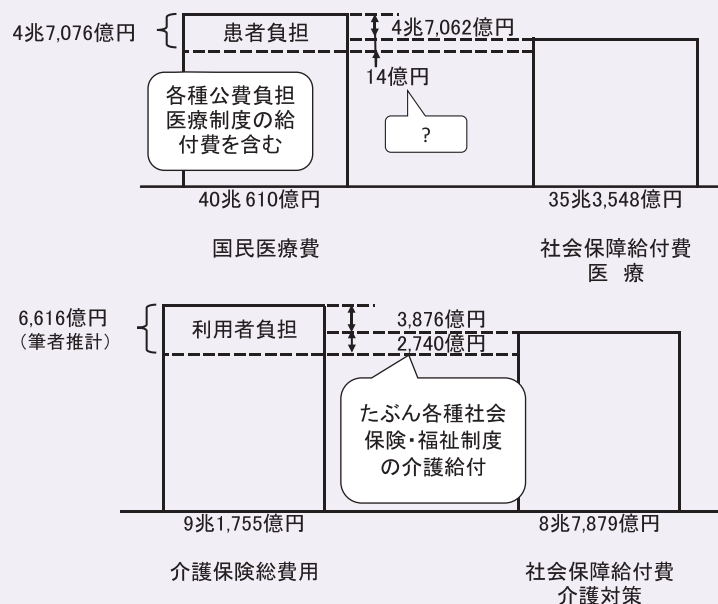 4兆7,076億円
患者負担
4兆7,062億円
14億円
各種公費負担
医療制度の給
付費を含む
?
40兆 610億円
35兆3,548億円
国民医療費
社会保障給付費
医 療
6,616億円
(筆者推計)
利用者負担
3,876億円
2,740億円
たぶん各種社会
保険・福祉制度
の介護給付
9兆1,755億円
8兆7,879億円
介護保険総費用
社会保障給付費
介護対策